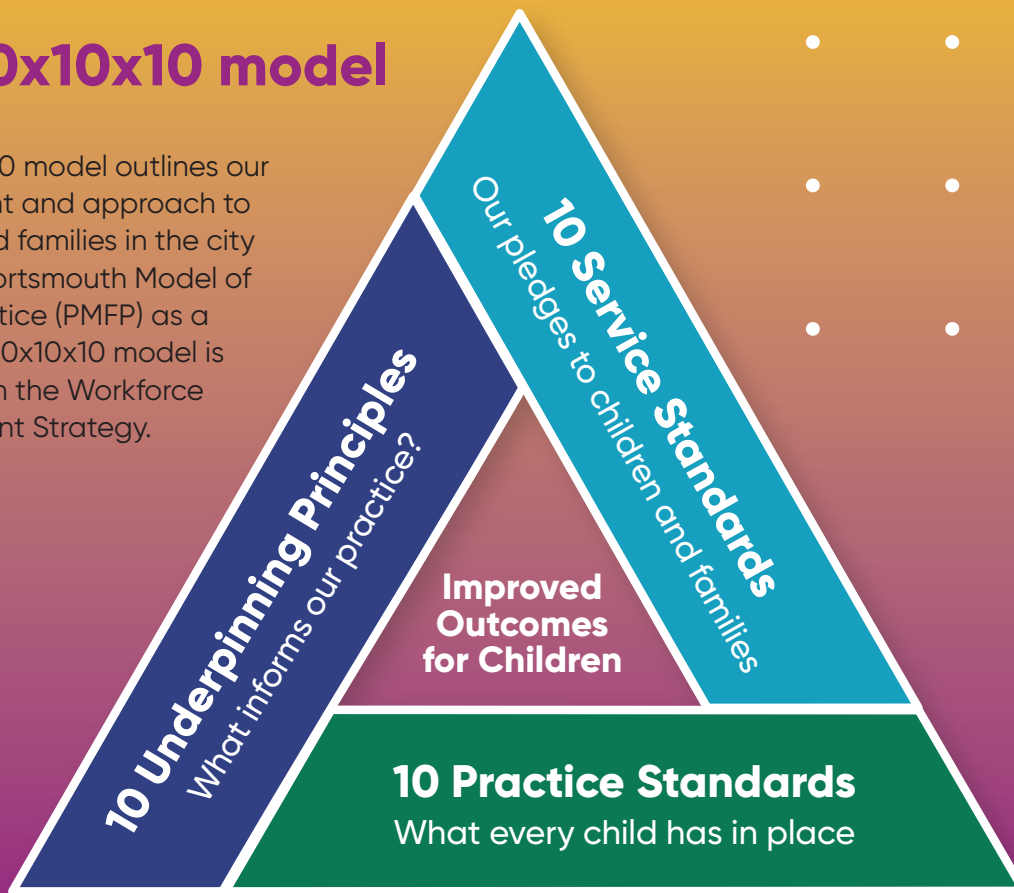 0x10x10 model
0 model outlines our
nt and approach to
d families in the city
ortsmouth Model of
tice (PMFP) as a
0x10x10 model is
n the Workforce
nt Strategy.
10 Underpinning Principles
What informs our practice?
10 Service Standards
Our pledges to children and families
Improved
Outcomes
for Children
10 Practice Standards
What every child has in place